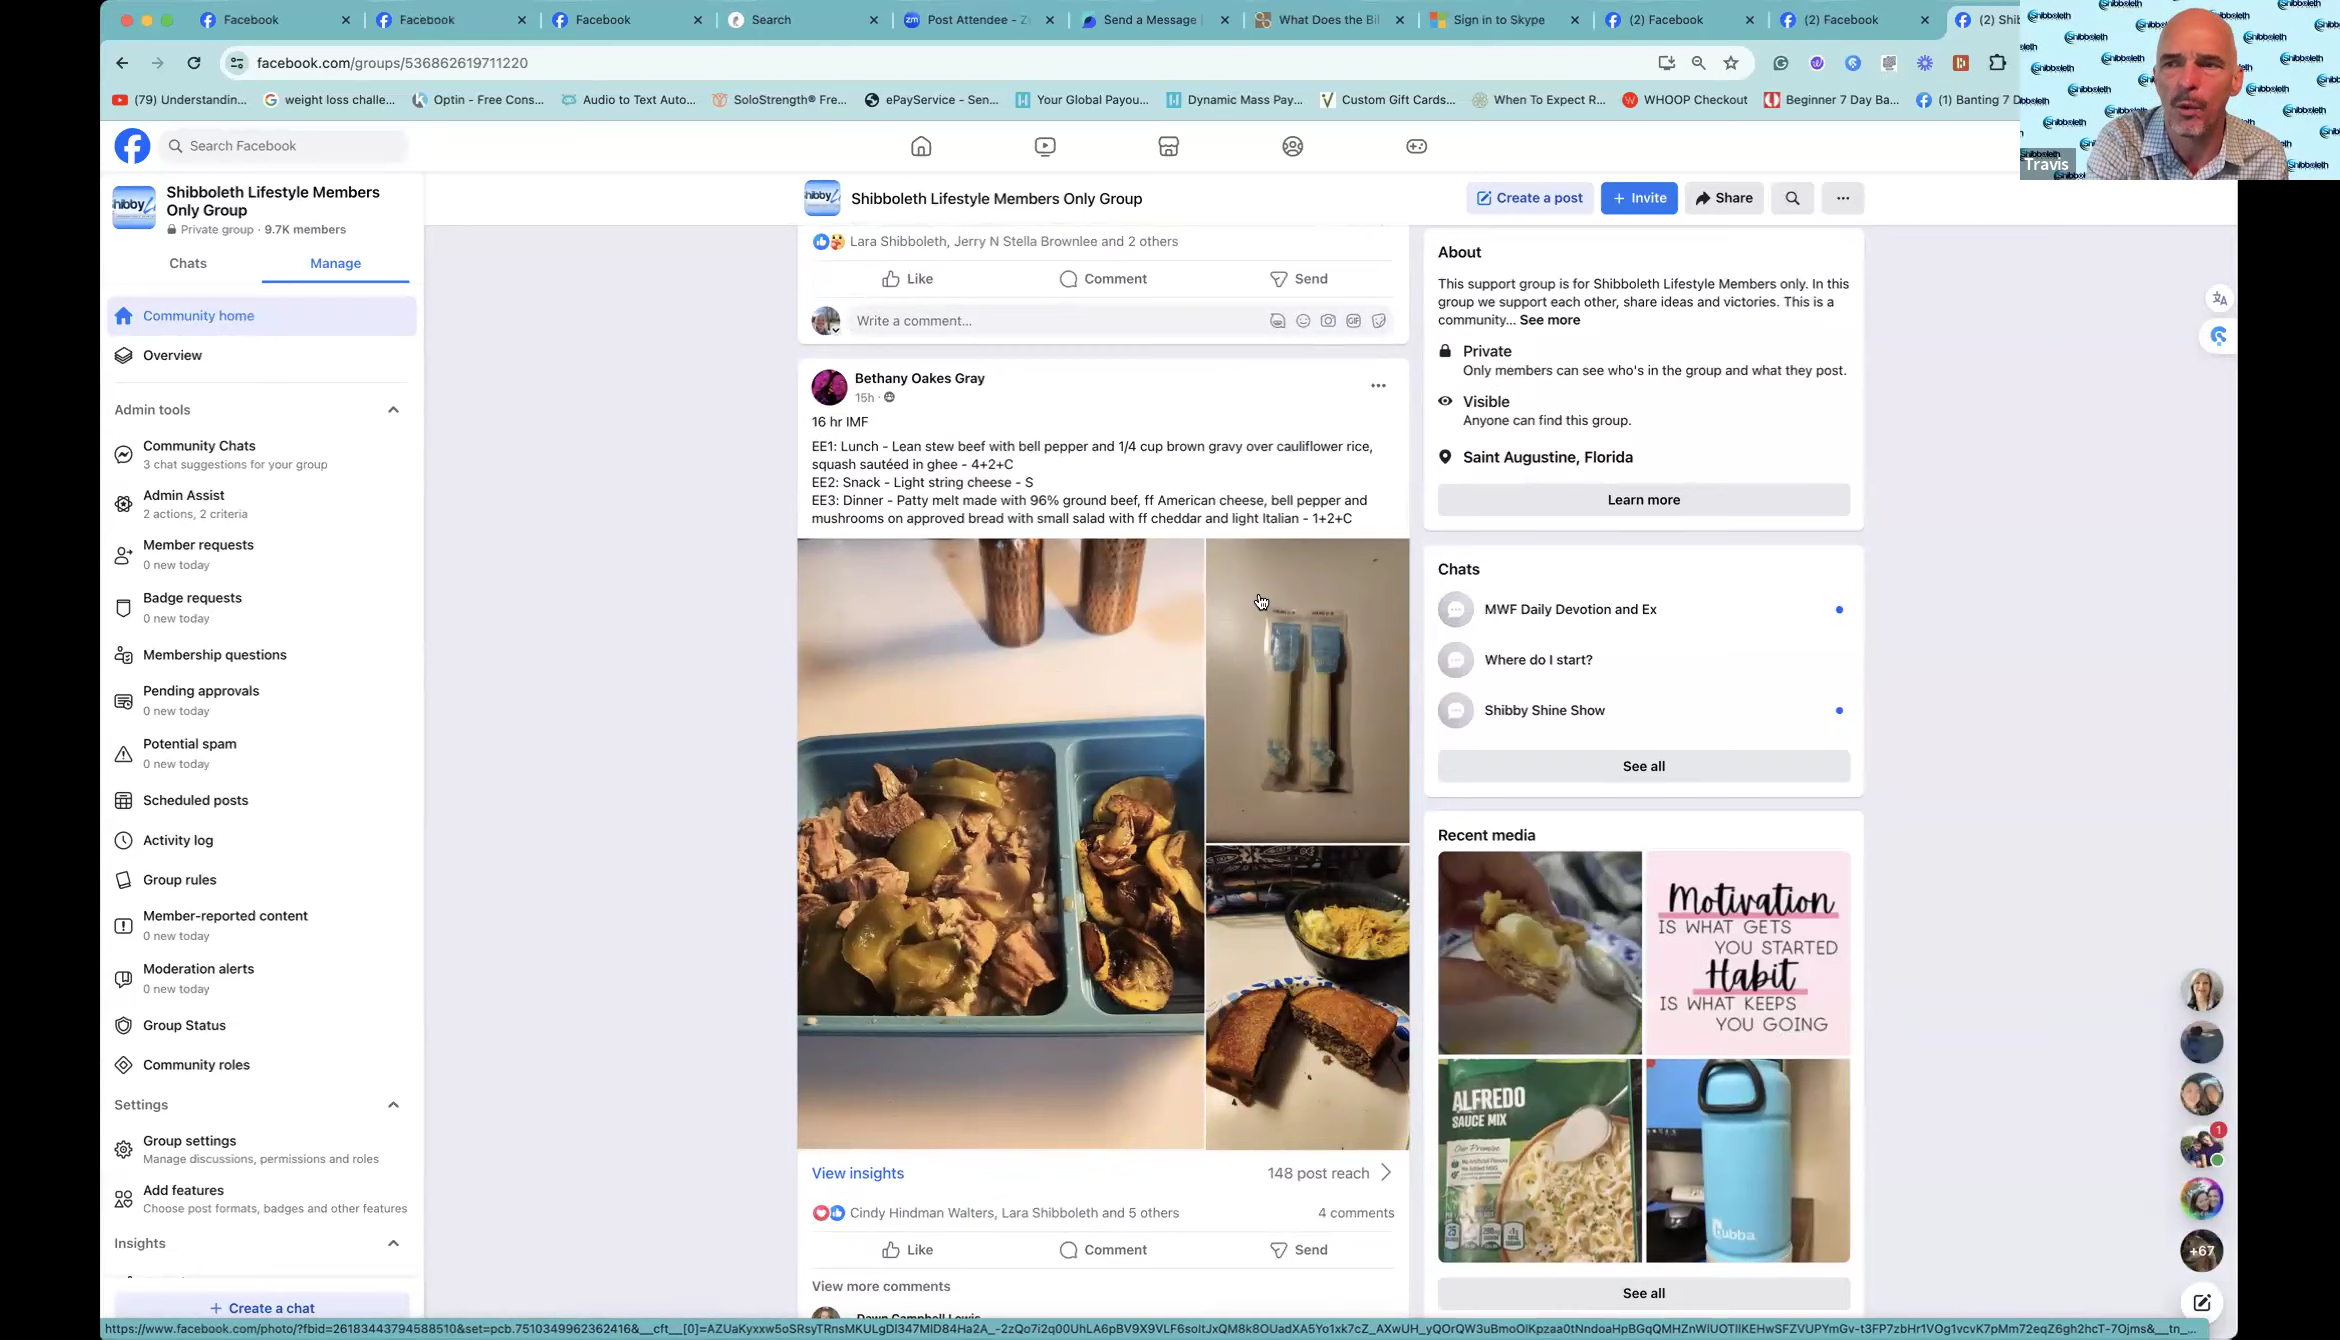 Facebook
Facebook
Facebook
Search
Post Attendee - Z
Send a Message
What Does the Bil
Sign in to Skype
(2) Facebook
(2) Facebook
(2) Shib
facebook.com/groups/536862619711220
(79) Understandin...
weight loss challe...
Optin - Free Cons...
Audio to Text Auto...
SoloStrength® Fre...
ePayService - Sen...
Your Global Payou...
Dynamic Mass Pay...
Custom Gift Cards...
When To Expect R...
WHOOP Checkout
Beginner 7 Day Ba...
(1) Banting 7 D
Travis
Search Facebook
Shibboleth Lifestyle Members
Only Group
Private group · 9.7K members
Chats
Manage
Community home
Overview
Admin tools
Community Chats
3 chat suggestions for your group
Admin Assist
2 actions, 2 criteria
Member requests
0 new today
Badge requests
0 new today
Membership questions
Pending approvals
0 new today
Potential spam
0 new today
Scheduled posts
Activity log
Group rules
Member-reported content
0 new today
Moderation alerts
0 new today
Group Status
Community roles
Settings
Group settings
Manage discussions, permissions and roles
Add features
Choose post formats, badges and other features
Insights
+ Create a chat
Shibboleth Lifestyle Members Only Group
Create a post
+ Invite
Share
Lara Shibboleth, Jerry N Stella Brownlee and 2 others
Like
Comment
Send
Write a comment...
Bethany Oakes Gray
15h ·
16 hr IMF
EE1: Lunch - Lean stew beef with bell pepper and 1/4 cup brown gravy over cauliflower rice,
squash sautéed in ghee - 4+2+C
EE2: Snack - Light string cheese - S
EE3: Dinner - Patty melt made with 96% ground beef, ff American cheese, bell pepper and
mushrooms on approved bread with small salad with ff cheddar and light Italian - 1+2+C
View insights
148 post reach
Cindy Hindman Walters, Lara Shibboleth and 5 others
4 comments
Like
Comment
Send
View more comments
Dawn Campbell Lewis
About
This support group is for Shibboleth Lifestyle Members only. In this
group we support each other, share ideas and victories. This is a
community... See more
Private
Only members can see who's in the group and what they post.
Visible
Anyone can find this group.
Saint Augustine, Florida
Learn more
Chats
MWF Daily Devotion and Ex
Where do I start?
Shibby Shine Show
See all
Recent media
Motivation
IS WHAT GETS
YOU STARTED
Habit
IS WHAT KEEPS
YOU GOING
ALFREDO
SAUCE MIX
Our Promise
bubba
See all
1
+67